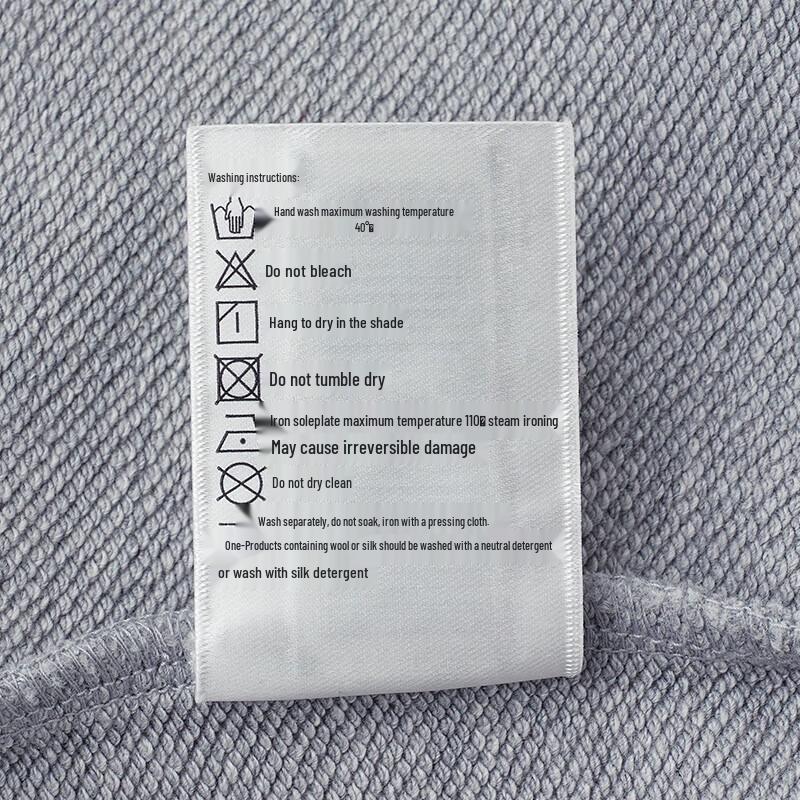 Washing instructions:
Hand wash maximum washing temperature
40°
Do not bleach
Hang to dry in the shade
Do not tumble dry
Iron soleplate maximum temperature 110 steam ironing
May cause irreversible damage
Do not dry clean
Wash separately, do not soak, iron with a pressing cloth.
One-Products containing wool or silk should be washed with a neutral detergent
or wash with silk detergent